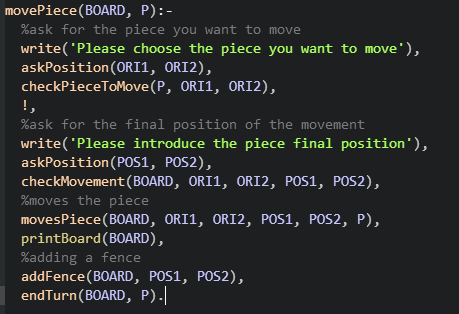 movePiece(BOARD, P):-
%ask for the piece you want to move
write('Please choose the piece you want to move'),
askPosition(ORI1, ORI2),
checkPieceToMove(P, ORI1, ORI2),
!,
%ask for the final position of the movement
write('Please introduce the piece final position'),
askPosition(POS1, POS2),
checkMovement(BOARD, ORI1, ORI2, POS1, POS2),
%moves the piece
movesPiece(BOARD, ORI1, ORI2, POS1, POS2, P),
printBoard(BOARD),
%adding a fence
addFence(BOARD, POS1, POS2),
endTurn(BOARD, P).